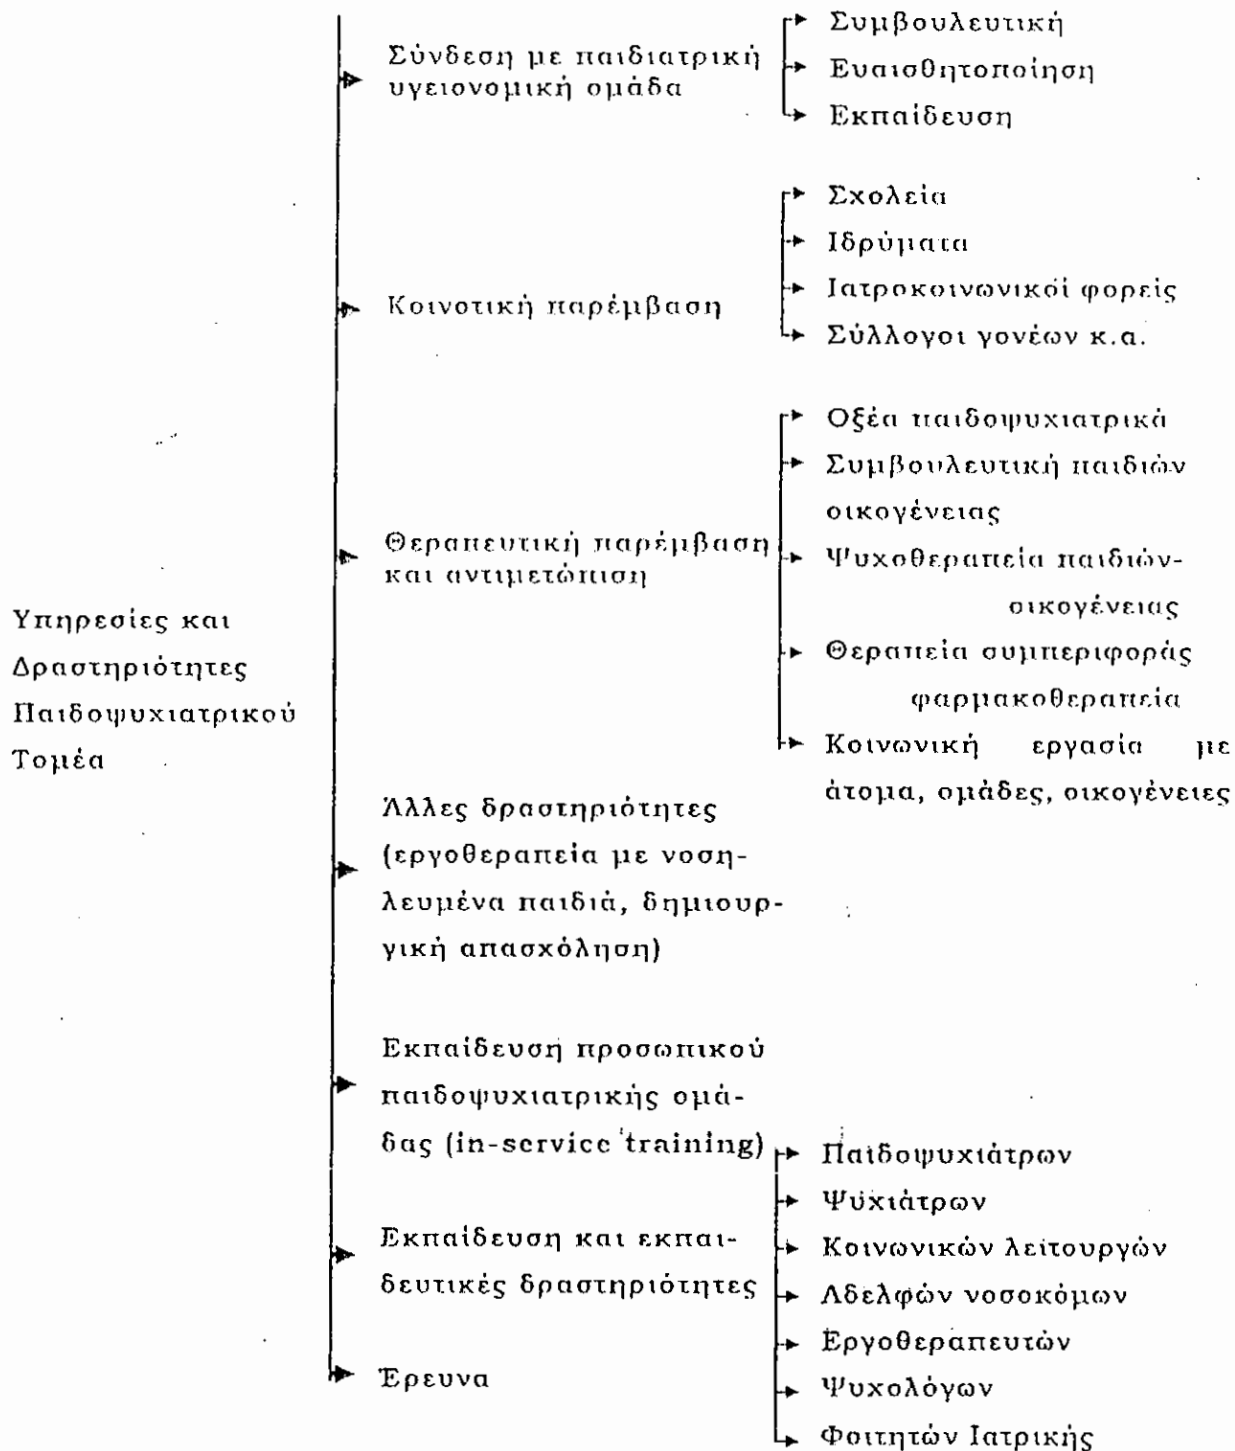 Υπηρεσίες και
Δραστηριότητες
Παιδοψυχιατρικού
Τομέα
Σύνδεση με παιδιατρική
υγειονομική ομάδα
Συμβουλευτική
Ευαισθητοποίηση
Εκπαίδευση
Κοινοτική παρέμβαση
Σχολεία
Ιδρύματα
Ιατροκοινωνικοί φορείς
Σύλλογοι γονέων κ.α.
Θεραπευτική παρέμβαση
και αντιμετώπιση
Οξέα παιδοψυχιατρικά
Συμβουλευτική παιδιών
οικογένειας
Ψυχοθεραπεία παιδιών-
οικογένειας
Θεραπεία συμπεριφοράς
φαρμακοθεραπεία
Κοινωνική εργασία με
άτομα, ομάδες, οικογένειες
Άλλες δραστηριότητες
(εργοθεραπεία με νοση-
λευμένα παιδιά, δημιουρ-
γική απασχόληση)
Εκπαίδευση προσωπικού
παιδοψυχιατρικής ομά-
δας (in-service training)
Εκπαίδευση και εκπαι-
δευτικές δραστηριότητες
Παιδοψυχιάτρων
Ψυχιάτρων
Κοινωνικών λειτουργών
Αδελφών νοσοκόμων
Εργοθεραπευτών
Ψυχολόγων
Φοιτητών Ιατρικής
Έρευνα